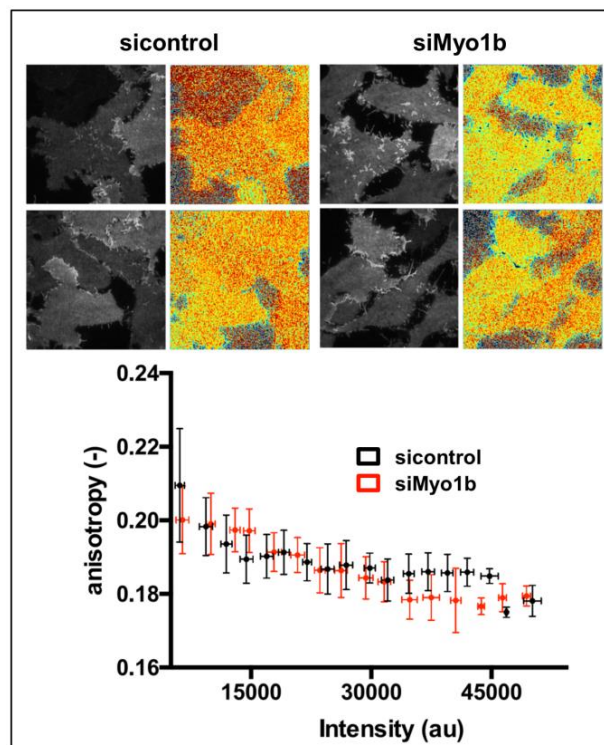 sicontrol
siMyo1b
0.24
0.22
0.20
0.18
0.16
anisotropy (-)
sicontrol
siMyo1b
15000
30000
45000
Intensity (au)